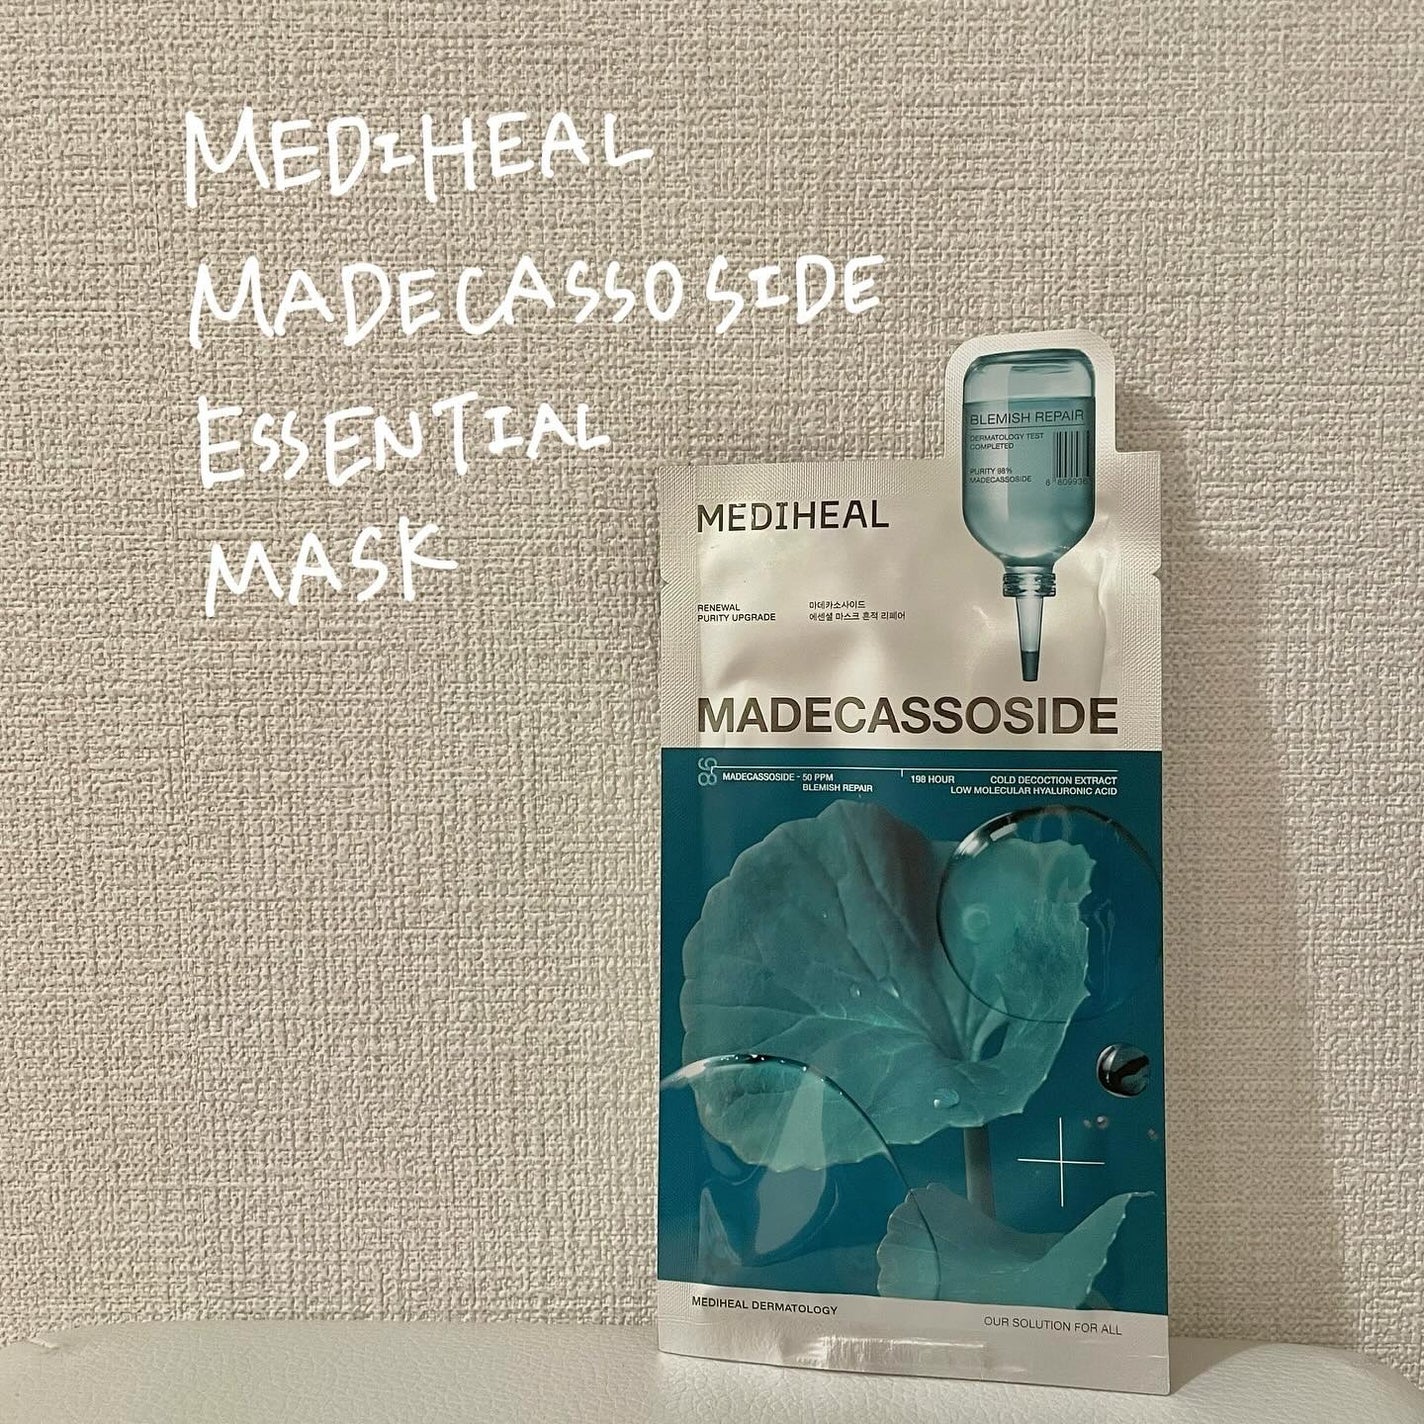 MEDIHEAL
MADECASSOSIDE
ESSENTIAL
MASK
BLEMISH REPAIR
DERMATOLOGY TEST
COMPLETED
PURITY 98%
MADECASSOSIDE
MEDIHEAL
RENEWAL
PURITY UPGRADE
마데카소사이드
에센셜 마스크 흔적 리페어
MADECASSOSIDE
MADECASSOSIDE - 50 PPM
BLEMISH REPAIR
198 HOUR COLD DECOCTION EXTRACT
LOW MOLECULAR HYALURONIC ACID
MEDIHEAL DERMATOLOGY
OUR SOLUTION FOR ALL